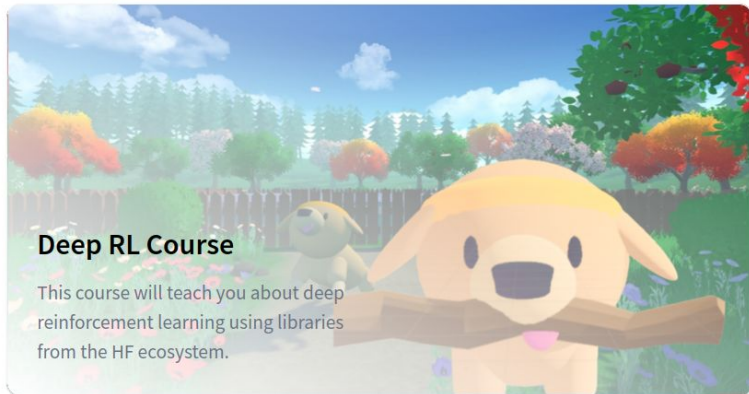 Deep RL Course
This course will teach you about deep
reinforcement learning using libraries
from the HF ecosystem.